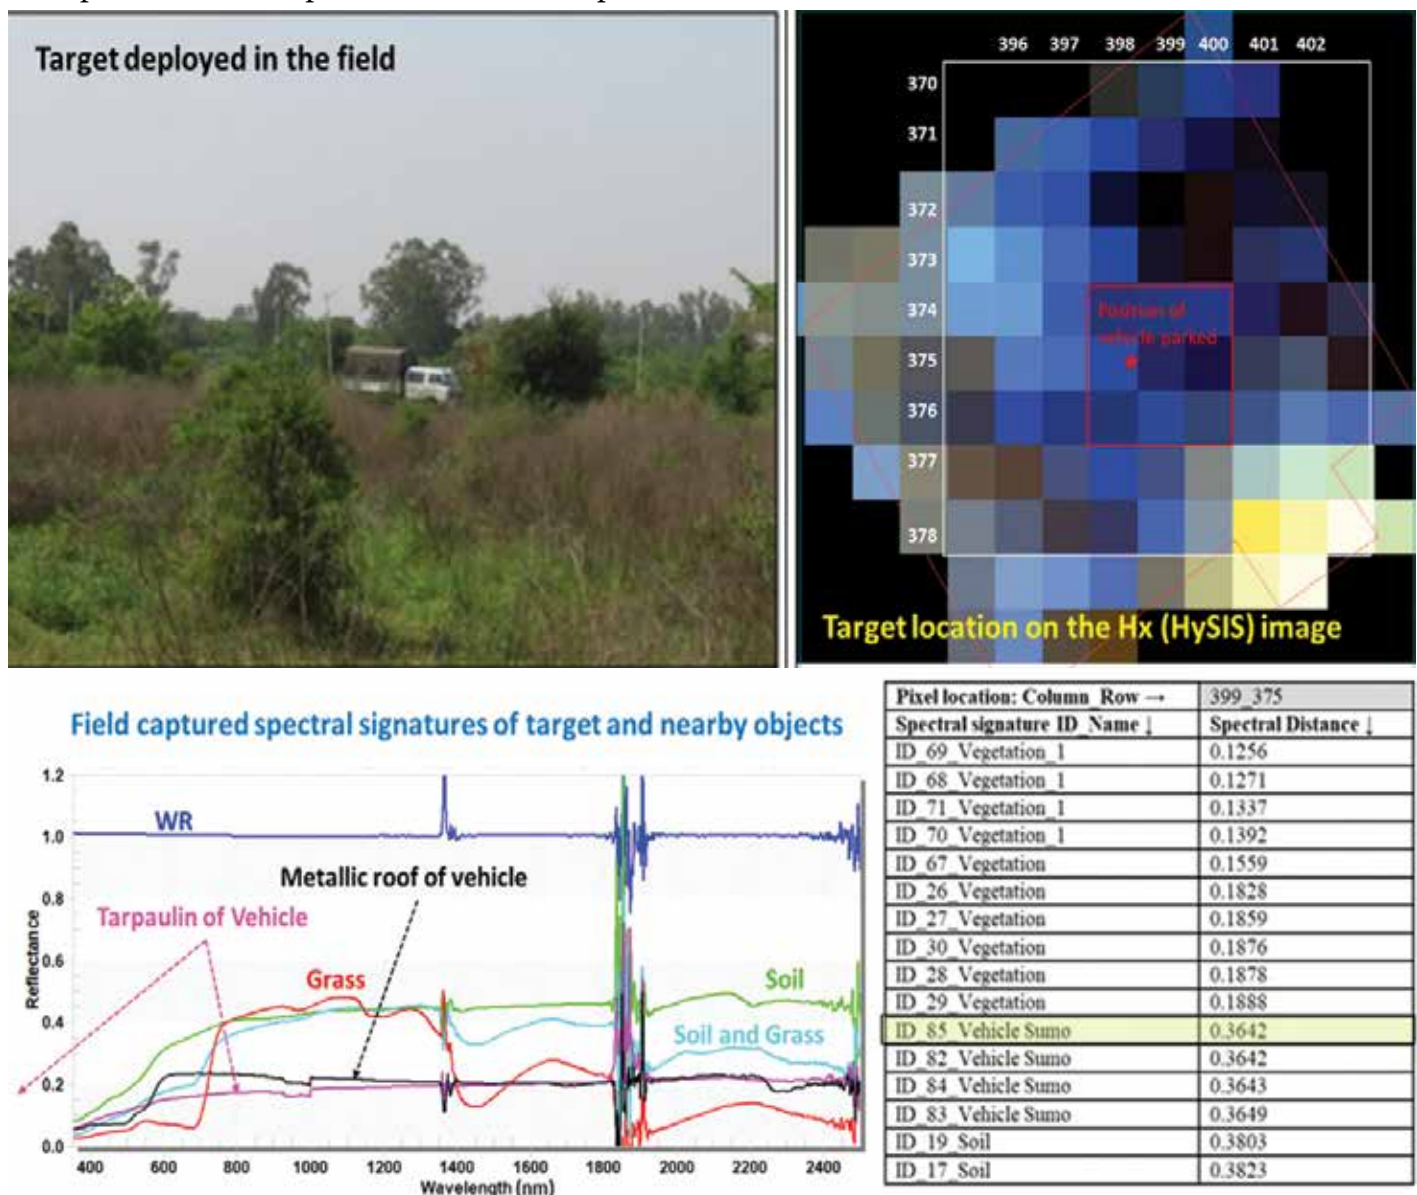 Target deployed in the field
396 397 398 399 400 401 402
370
371
372
373
374
375
376
377
378
Position of
vehicle parked
Target location on the Hx (HySIS) image
Field captured spectral signatures of target and nearby objects
1.2
1.0
0.8
0.6
0.4
0.2
0.0
Reflectance
WR
Metallic roof of vehicle
Tarpaulin of Vehicle
Grass
Soil
Soil and Grass
400 600 800 1000 1200 1400 1600 1800 2000 2200 2400
Wavelength (nm)
Pixel location: Column_Row → 399_375
Spectral signature ID_Name ↓ Spectral Distance ↓
ID_69_Vegetation_1 0.1256
ID_68_Vegetation_1 0.1271
ID_71_Vegetation_1 0.1337
ID_70_Vegetation_1 0.1392
ID_67_Vegetation 0.1559
ID_26_Vegetation 0.1828
ID_27_Vegetation 0.1859
ID_30_Vegetation 0.1876
ID_28_Vegetation 0.1878
ID_29_Vegetation 0.1888
ID_85_Vehicle Sumo 0.3642
ID_82_Vehicle Sumo 0.3642
ID_84_Vehicle Sumo 0.3643
ID_83_Vehicle Sumo 0.3649
ID_19_Soil 0.3803
ID_17_Soil 0.3823